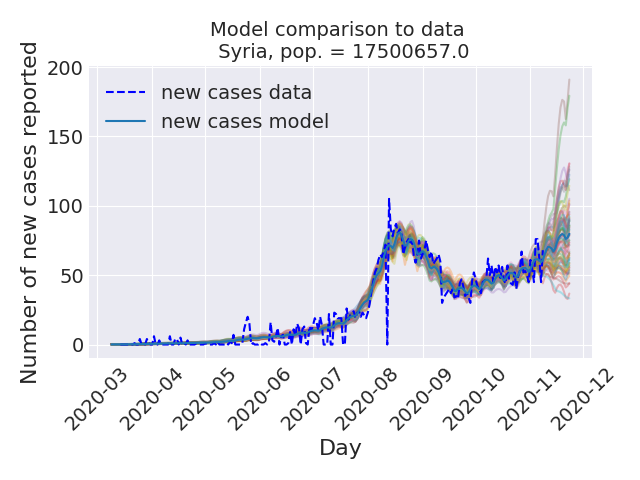 Model comparison to data
Syria, pop. = 17500657.0
new cases data
new cases model
Number of new cases reported
200
150
100
50
0
2020-03
2020-04
2020-05
2020-06
2020-07
2020-08
2020-09
2020-10
2020-11
2020-12
Day